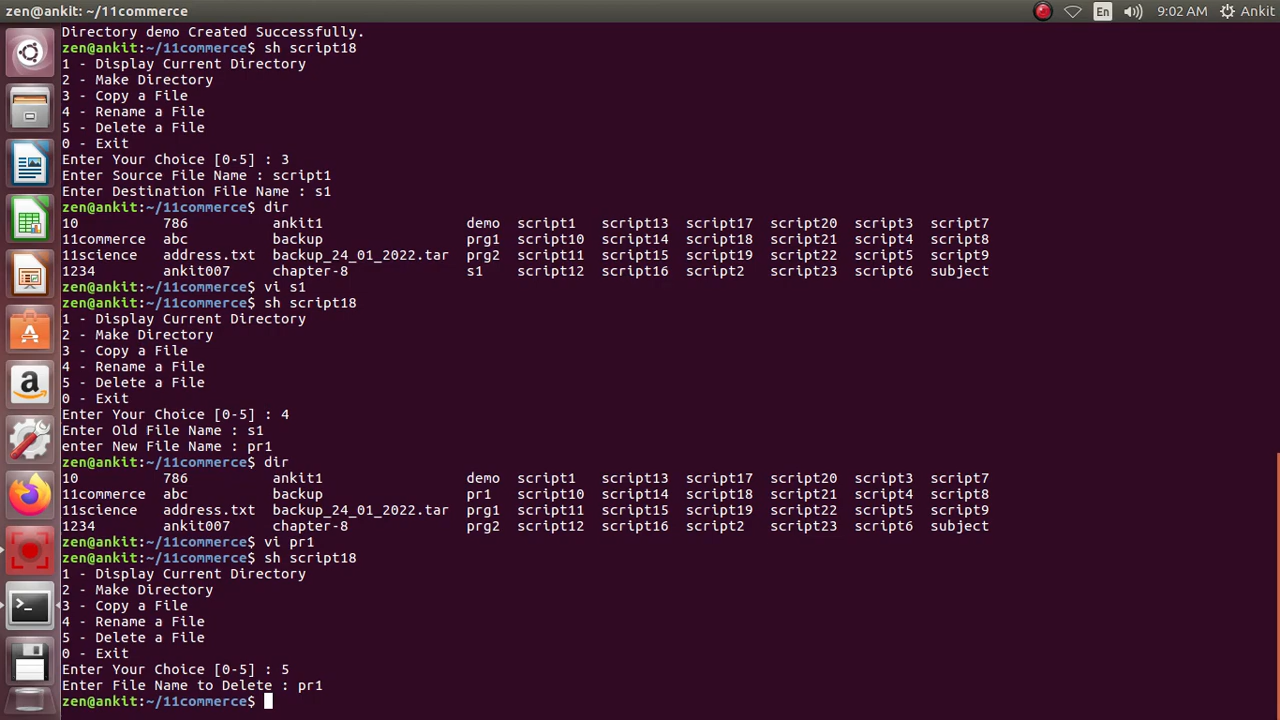 zen@ankit: ~/11commerce
En
9:02 AM
Ankit
Directory demo Created Successfully.
zen@ankit:~/11commerce$ sh script18
1 - Display Current Directory
2 - Make Directory
3 - Copy a File
4 - Rename a File
5 - Delete a File
0 - Exit
Enter Your Choice [0-5] : 3
Enter Source File Name : script1
Enter Destination File Name : s1
zen@ankit:~/11commerce$ dir
10 786 ankit1 demo script1 script13 script17 script20 script3 script7
11commerce abc backup prg1 script10 script14 script18 script21 script4 script8
11science address.txt backup_24_01_2022.tar prg2 script11 script15 script19 script22 script5 script9
1234 ankit007 chapter-8 s1 script12 script16 script2 script23 script6 subject
zen@ankit:~/11commerce$ vi s1
zen@ankit:~/11commerce$ sh script18
1 - Display Current Directory
2 - Make Directory
3 - Copy a File
4 - Rename a File
5 - Delete a File
0 - Exit
Enter Your Choice [0-5] : 4
Enter Old File Name : s1
enter New File Name : pr1
zen@ankit:~/11commerce$ dir
10 786 ankit1 demo script1 script13 script17 script20 script3 script7
11commerce abc backup pr1 script10 script14 script18 script21 script4 script8
11science address.txt backup_24_01_2022.tar prg1 script11 script15 script19 script22 script5 script9
1234 ankit007 chapter-8 prg2 script12 script16 script2 script23 script6 subject
zen@ankit:~/11commerce$ vi pr1
zen@ankit:~/11commerce$ sh script18
1 - Display Current Directory
2 - Make Directory
3 - Copy a File
4 - Rename a File
5 - Delete a File
0 - Exit
Enter Your Choice [0-5] : 5
Enter File Name to Delete : pr1
zen@ankit:~/11commerce$